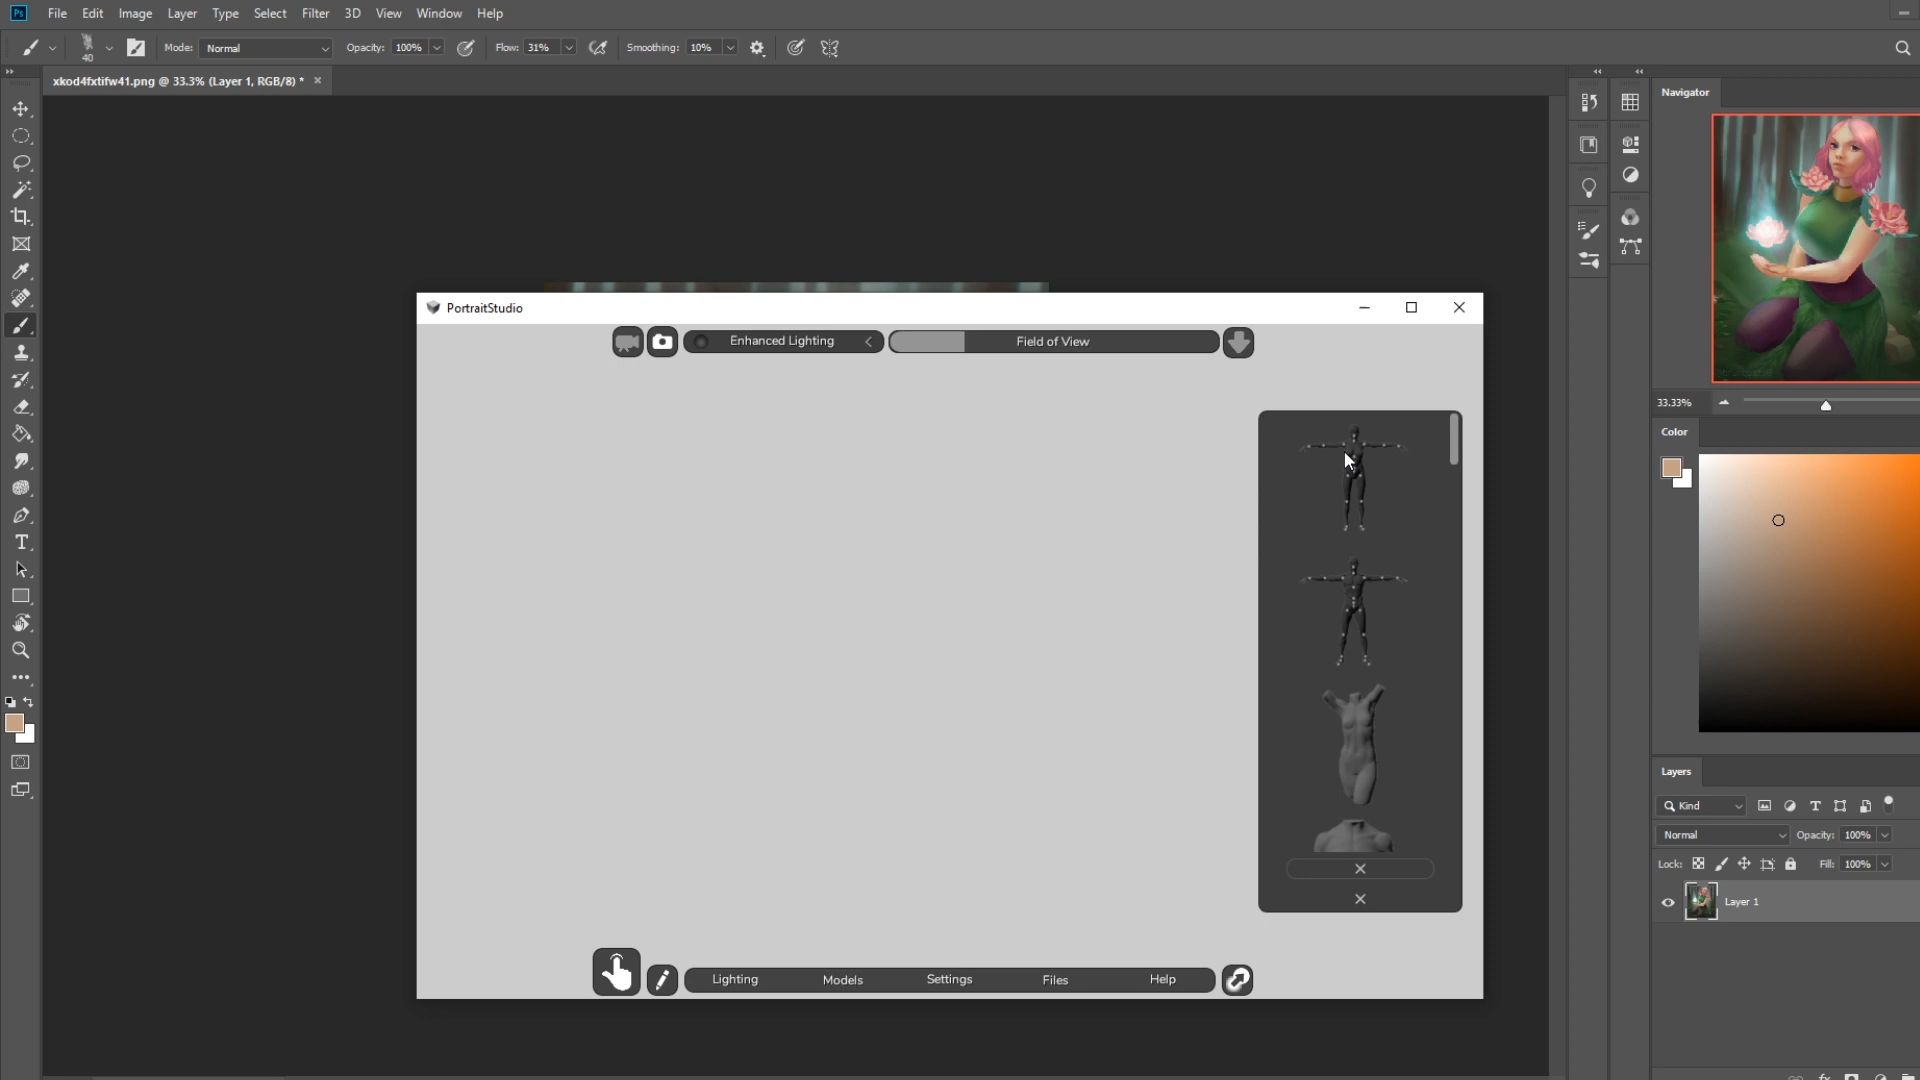 Ps File Edit Image Layer Type Select Filter 3D View Window Help
40 Mode: Normal Opacity: 100% Flow: 31% Smoothing: 10%
xkod4fxtifw41.png @ 33.3% (Layer 1, RGB/8) *
Navigator
PortraitStudio
Enhanced Lighting Field of View
33.33%
Color
Lighting Models Settings Files Help
Layers
Kind
Normal Opacity: 100%
Lock: Fill: 100%
Layer 1